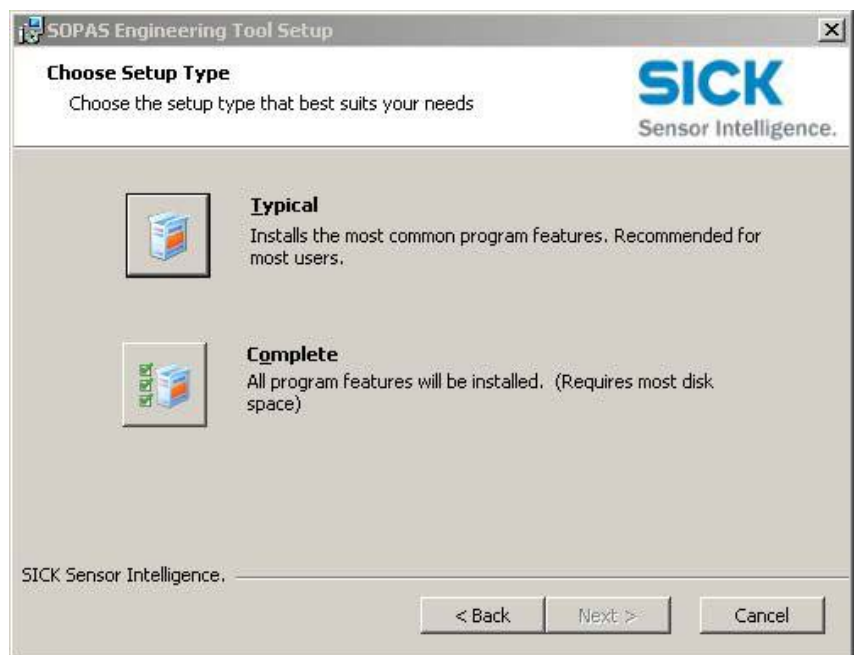 SOPAS Engineering Tool Setup
Choose Setup Type
Choose the setup type that best suits your needs
SICK
Sensor Intelligence.
Typical
Installs the most common program features. Recommended for
most users.
Complete
All program features will be installed. (Requires most disk
space)
SICK Sensor Intelligence.
< Back
Next >
Cancel